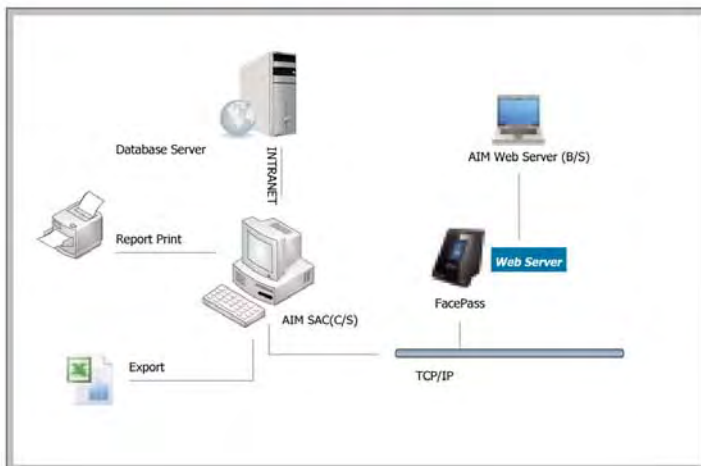 Database Server
INTRANET
AIM Web Server (B/S)
Report Print
Web Server
FacePass
AIM SAC(C/S)
Export
TCP/IP